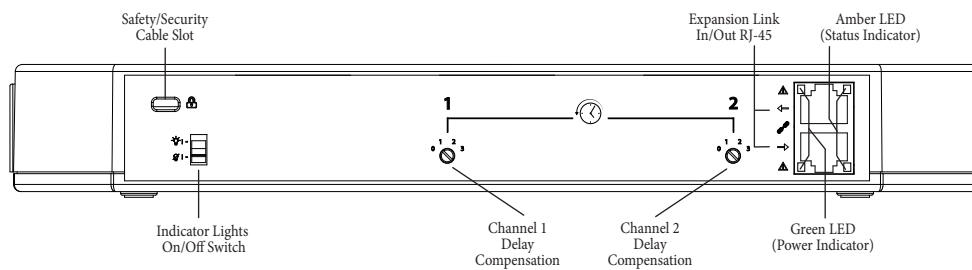 Safety/Security
Cable Slot
Expansion Link
In/Out RJ-45
Amber LED
(Status Indicator)
1
2
0 1 2 3
0 1 2 3
Indicator Lights
On/Off Switch
Channel 1
Delay
Compensation
Channel 2
Delay
Compensation
Green LED
(Power Indicator)